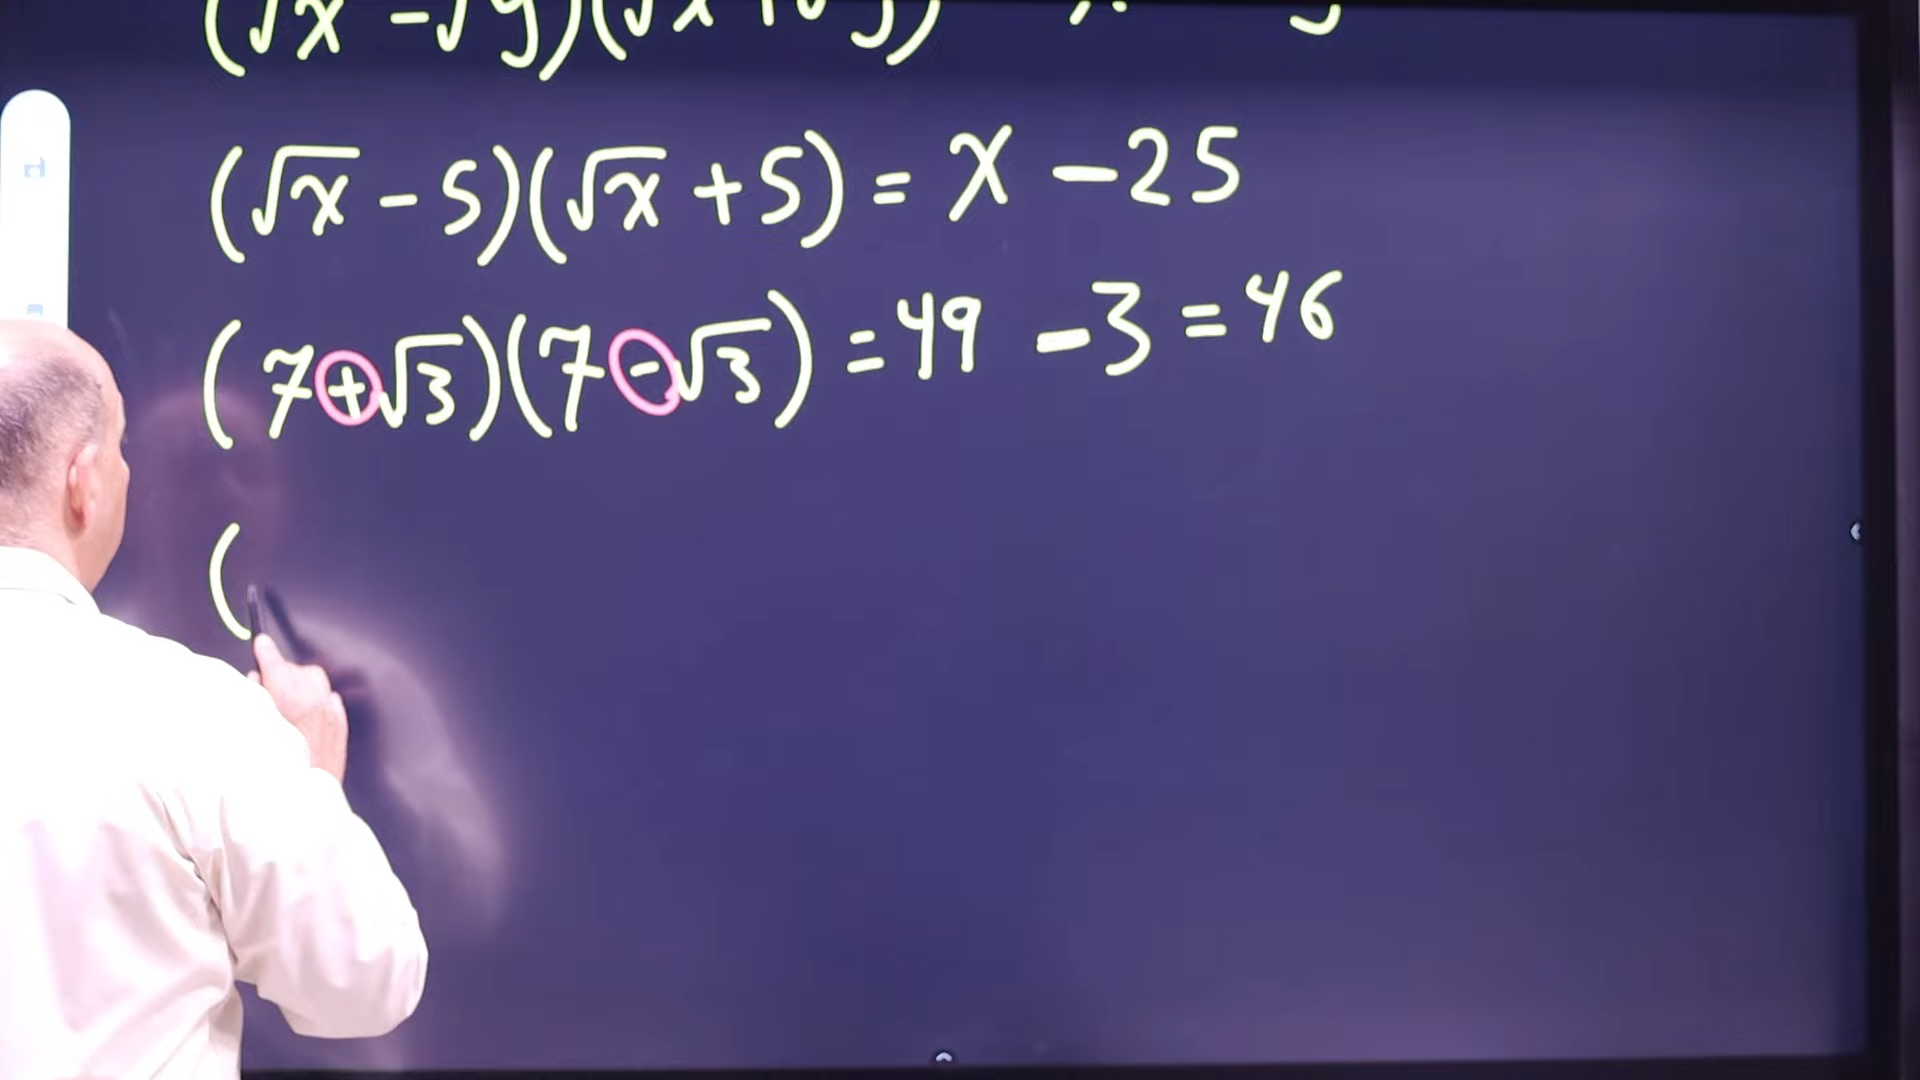 (√x - √y)(√x + √y)
(√x - 5)(√x + 5) = x - 25
(7 + √3)(7 - √3) = 49 - 3 = 46
(